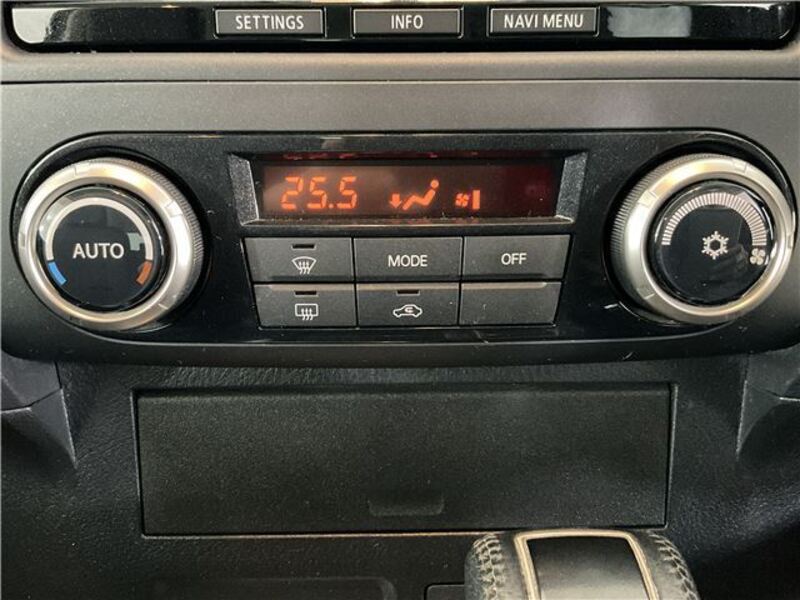 SETTINGS INFO NAVI MENU
25.5
AUTO
MODE OFF